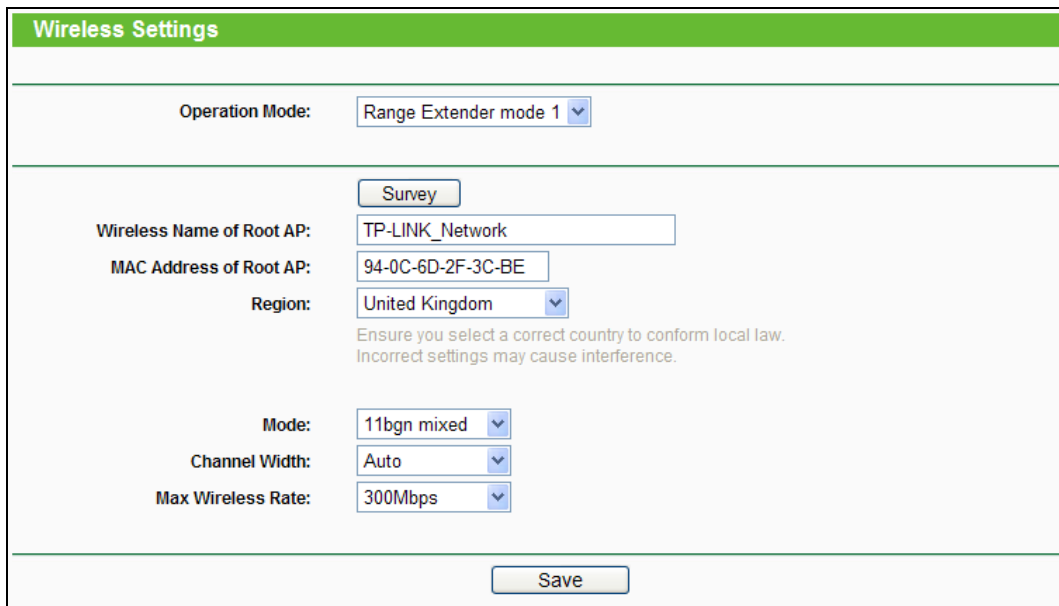 Wireless Settings
Operation Mode: Range Extender mode 1
Survey
Wireless Name of Root AP: TP-LINK_Network
MAC Address of Root AP: 94-0C-6D-2F-3C-BE
Region: United Kingdom
Ensure you select a correct country to conform local law.
Incorrect settings may cause interference.
Mode: 11bgn mixed
Channel Width: Auto
Max Wireless Rate: 300Mbps
Save